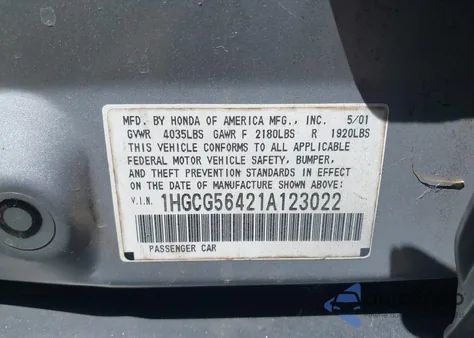 MFD. BY HONDA OF AMERICA MFG., INC. 5/01
GVWR 4035LBS GAWR F 2180LBS R 1920LBS
THIS VEHICLE CONFORMS TO ALL APPLICABLE
FEDERAL MOTOR VEHICLE SAFETY, BUMPER,
AND THEFT PREVENTION STANDARDS IN EFFECT
ON THE DATE OF MANUFACTURE SHOWN ABOVE:
V.I.N. 1HGCG56421A123022
PASSENGER CAR